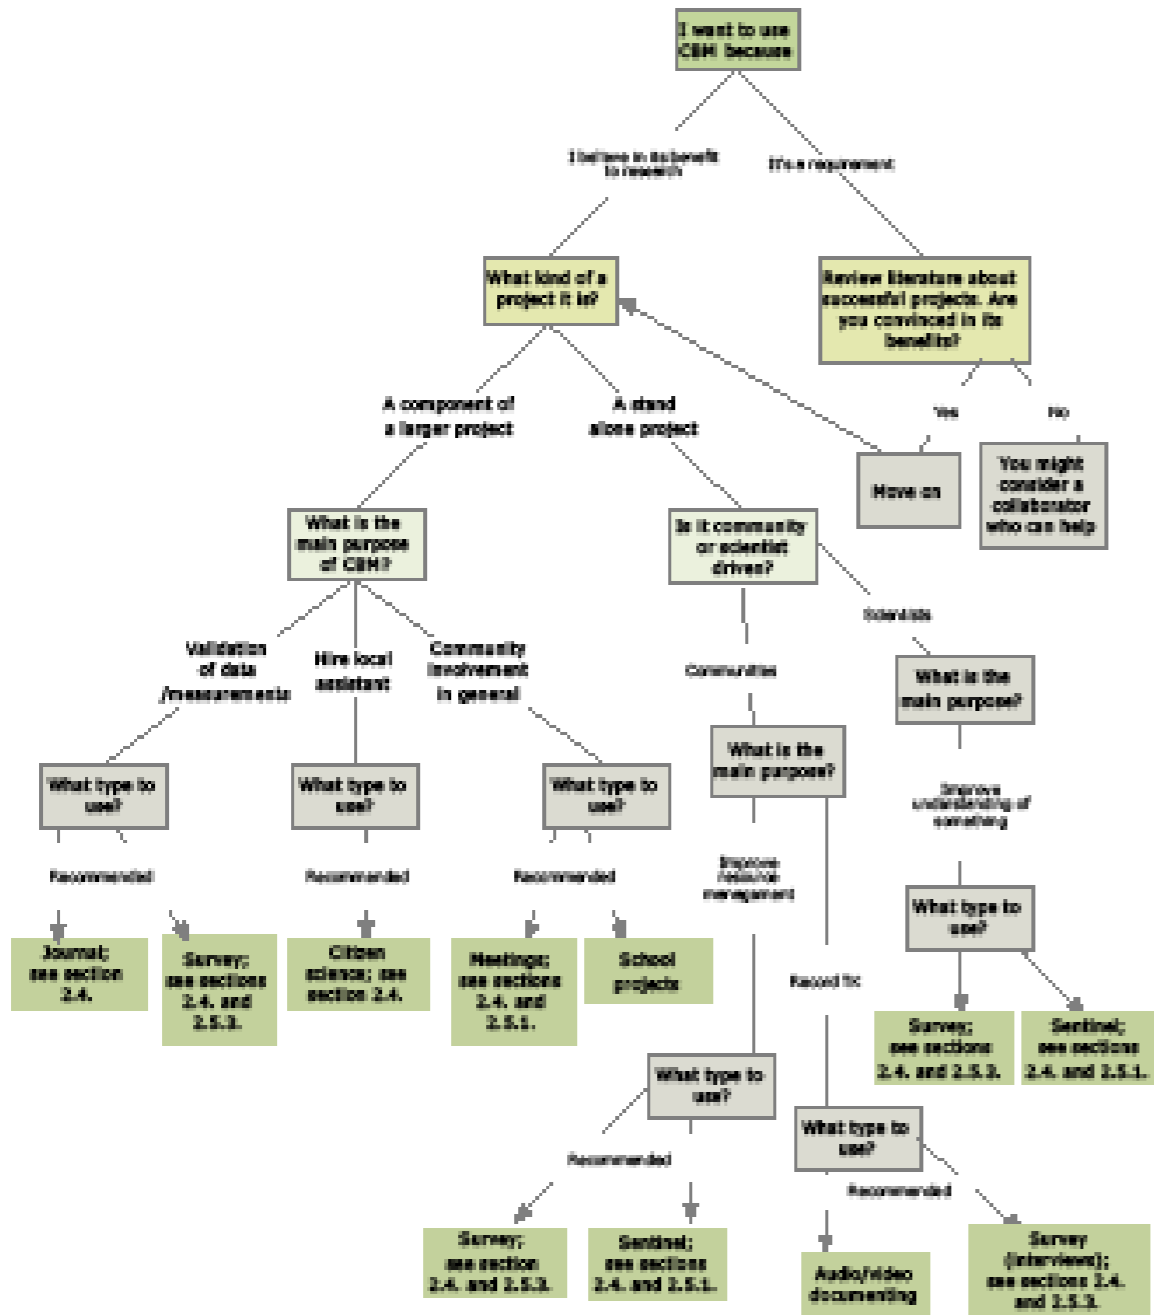 I want to use
CBM because
I believe in its benefit
to research
It's a requirement
What kind of a
project it is?
Review literature about
successful projects. Are
you convinced in its
benefits?
A component of
a larger project
A stand
alone project
Yes
No
Move on
You might
consider a
collaborator
who can help
What is the
main purpose
of CBM?
Is it community
or scientist
driven?
Scientists
Validation
of data
/measurements
Hire local
assistant
Community
involvement
in general
Communities
What is the
main purpose?
What is the
main purpose?
What type to
use?
What type to
use?
What type to
use?
Improve
understanding of
something
Recommended
Recommended
Recommended
Improve
resource
management
What type to
use?
Journal;
see section
2.4.
Survey;
see sections
2.4. and
2.5.3.
Citizen
science; see
section 2.4.
Meetings;
see sections
2.4. and
2.5.1.
School
projects
Record
Survey;
see sections
2.4. and 2.5.3.
Sentinel;
see sections
2.4. and 2.5.1.
What type to
use?
What type to
use?
Recommended
Recommended
Survey;
see section
2.4. and 2.5.3.
Sentinel;
see sections
2.4. and 2.5.1.
Audio/video
documenting
Survey
(interviews);
see sections 2.4.
and 2.5.3.